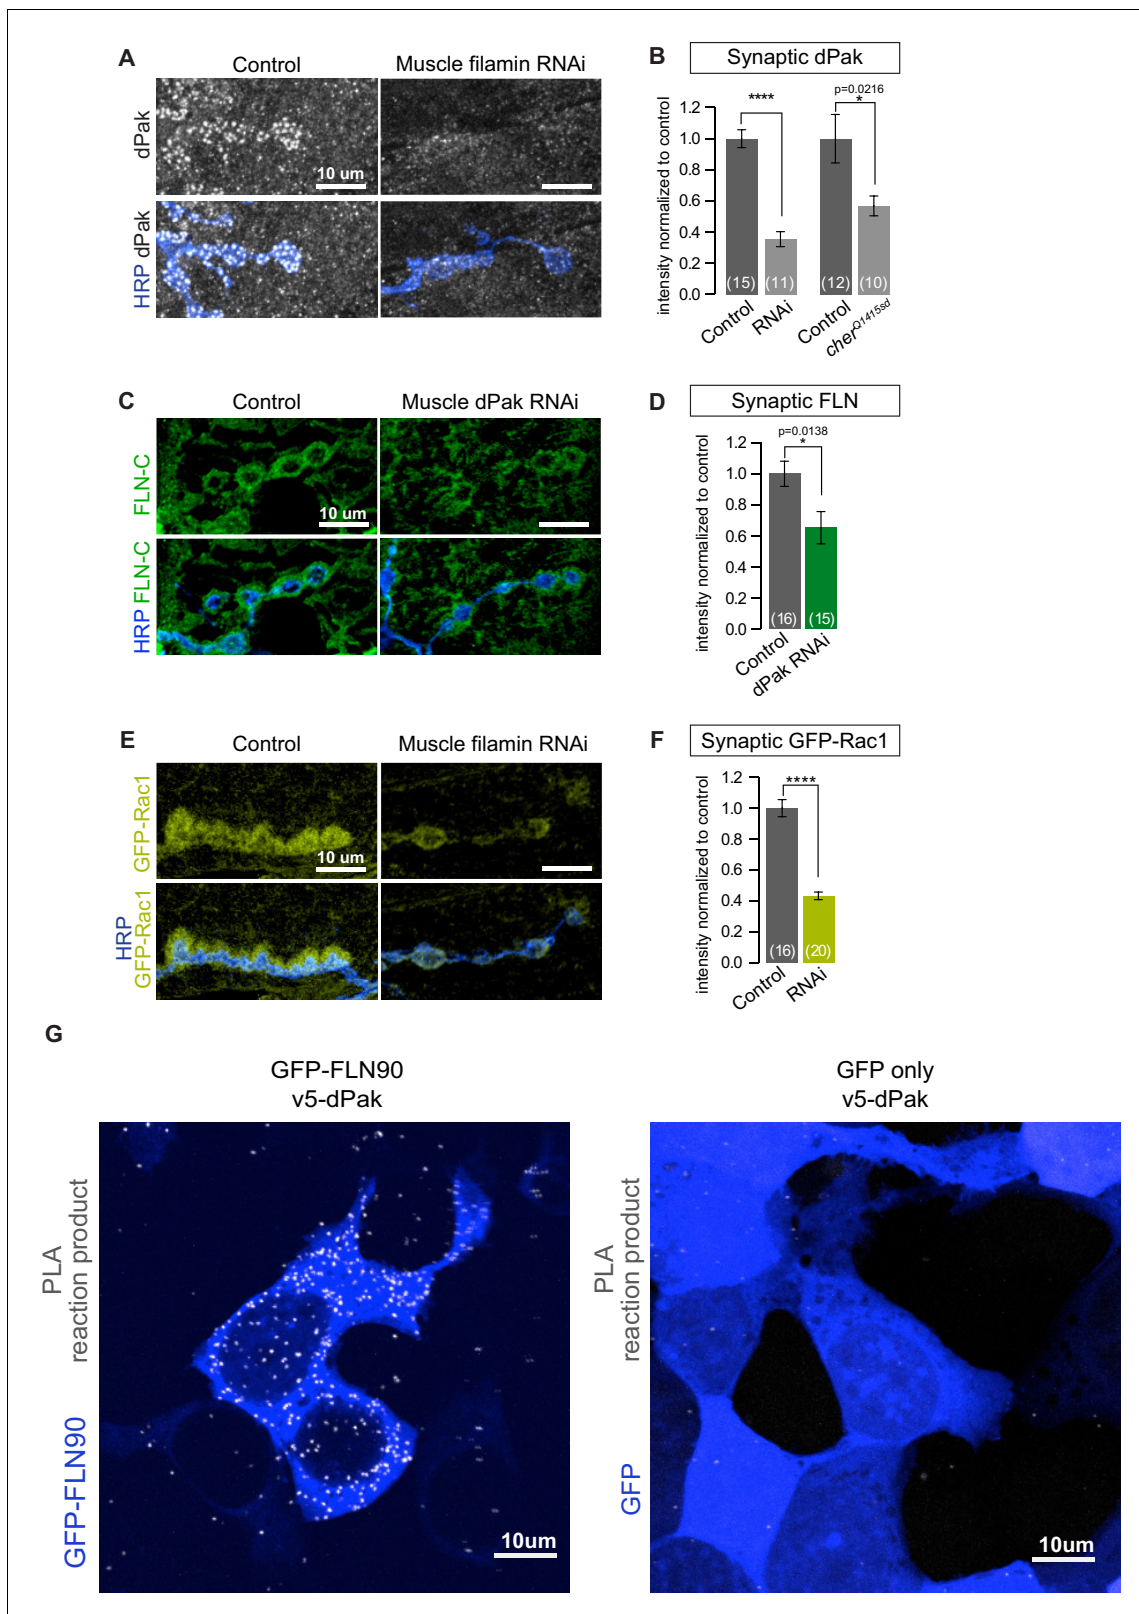 A
Control
Muscle filamin RNAi
dPak
10 um
HRP dPak
B
Synaptic dPak
p=0.0216
****
*
intensity normalized to control
1.2
1.0
0.8
0.6
0.4
0.2
0.0
(15)
(11)
(12)
(10)
Control
RNAi
Control
cherQ1415sd
C
Control
Muscle dPak RNAi
FLN-C
10 um
HRP FLN-C
D
Synaptic FLN
p=0.0138
*
intensity normalized to control
1.2
1.0
0.8
0.6
0.4
0.2
0.0
(16)
(15)
Control
dPak RNAi
E
Control
Muscle filamin RNAi
GFP-Rac1
10 um
HRP
GFP-Rac1
F
Synaptic GFP-Rac1
****
intensity normalized to control
1.2
1.0
0.8
0.6
0.4
0.2
0.0
(16)
(20)
Control
RNAi
G
GFP-FLN90
v5-dPak
PLA
reaction product
GFP-FLN90
10um
GFP only
v5-dPak
PLA
reaction product
GFP
10um